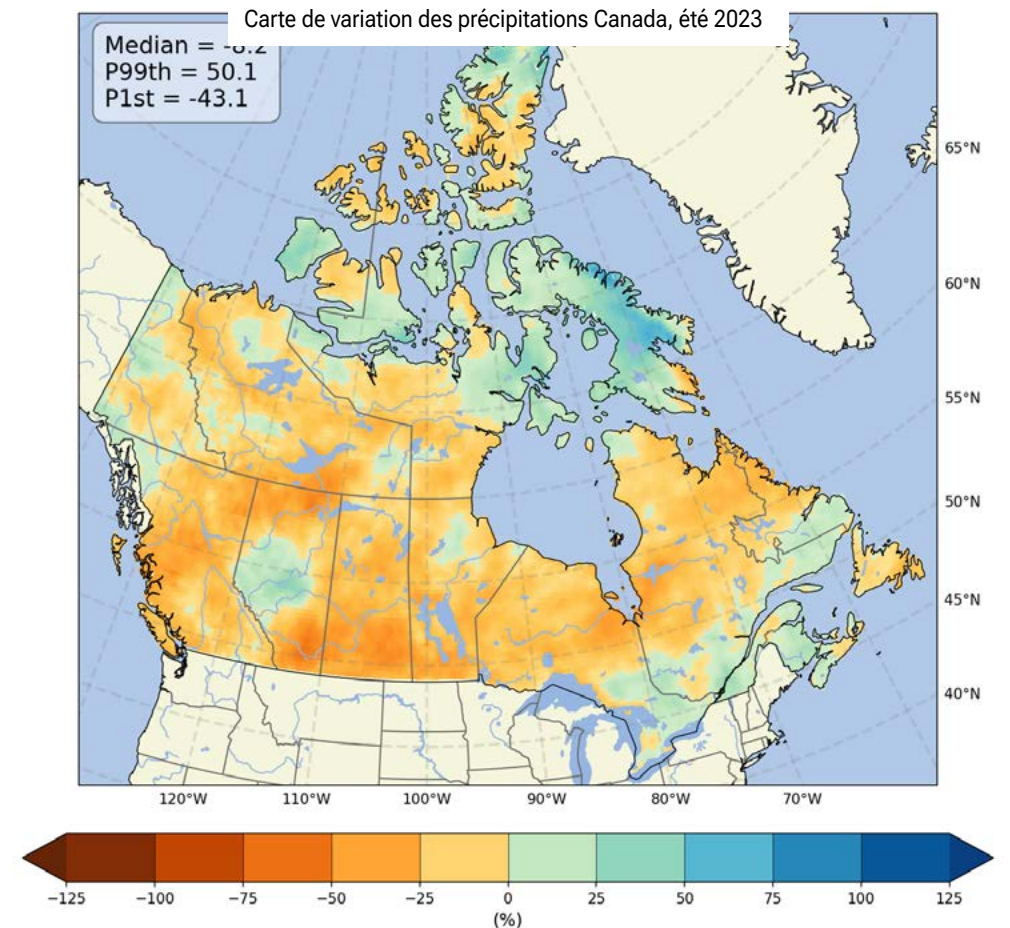 Carte de variation des précipitations Canada, été 2023
Median = -8.2
P99th = 50.1
P1st = -43.1
65°N
60°N
55°N
50°N
45°N
40°N
120°W 110°W 100°W 90°W 80°W 70°W
−125 −100 −75 −50 −25 0 25 50 75 100 125
(%)